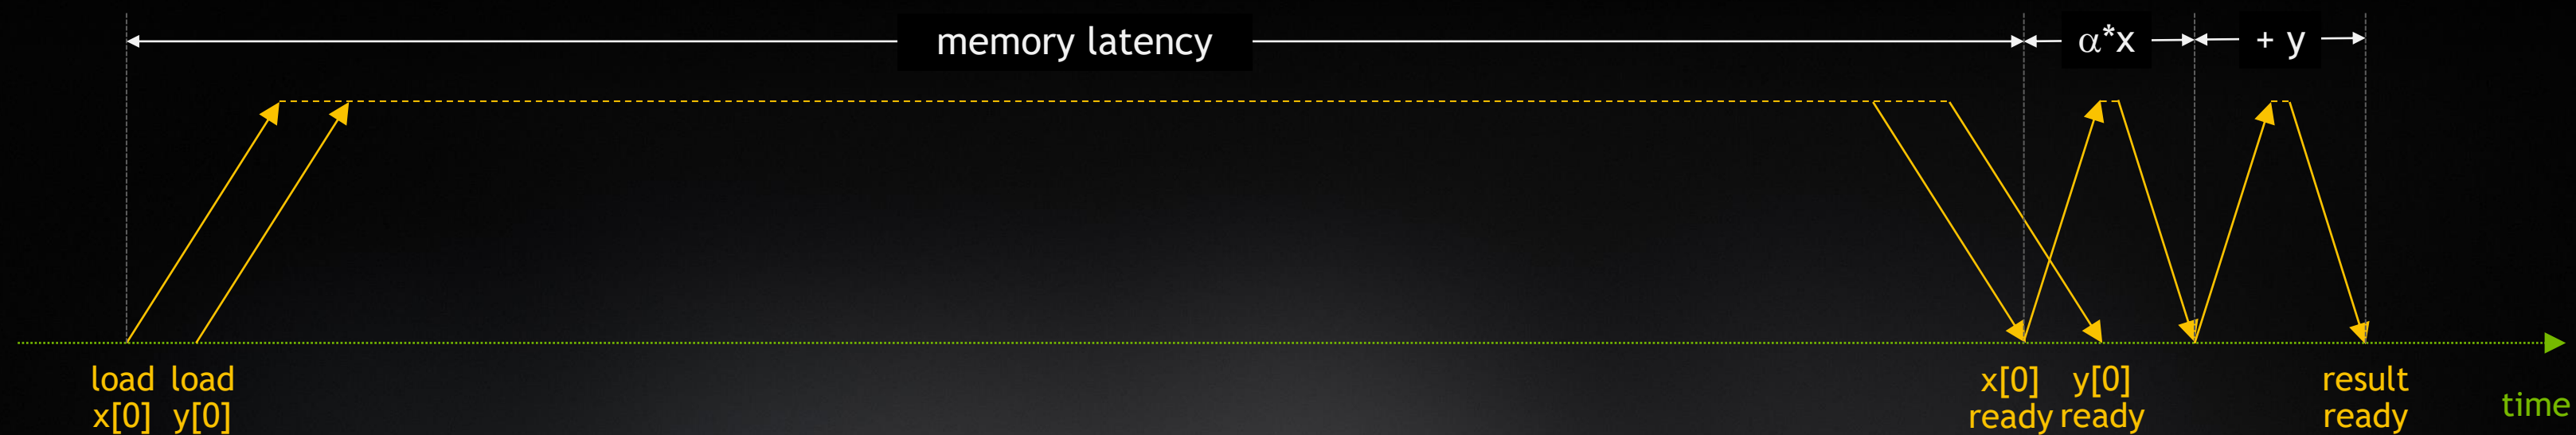 memory latency
α*x
+ y
load
x[0]
load
y[0]
x[0]
ready
y[0]
ready
result
ready
time